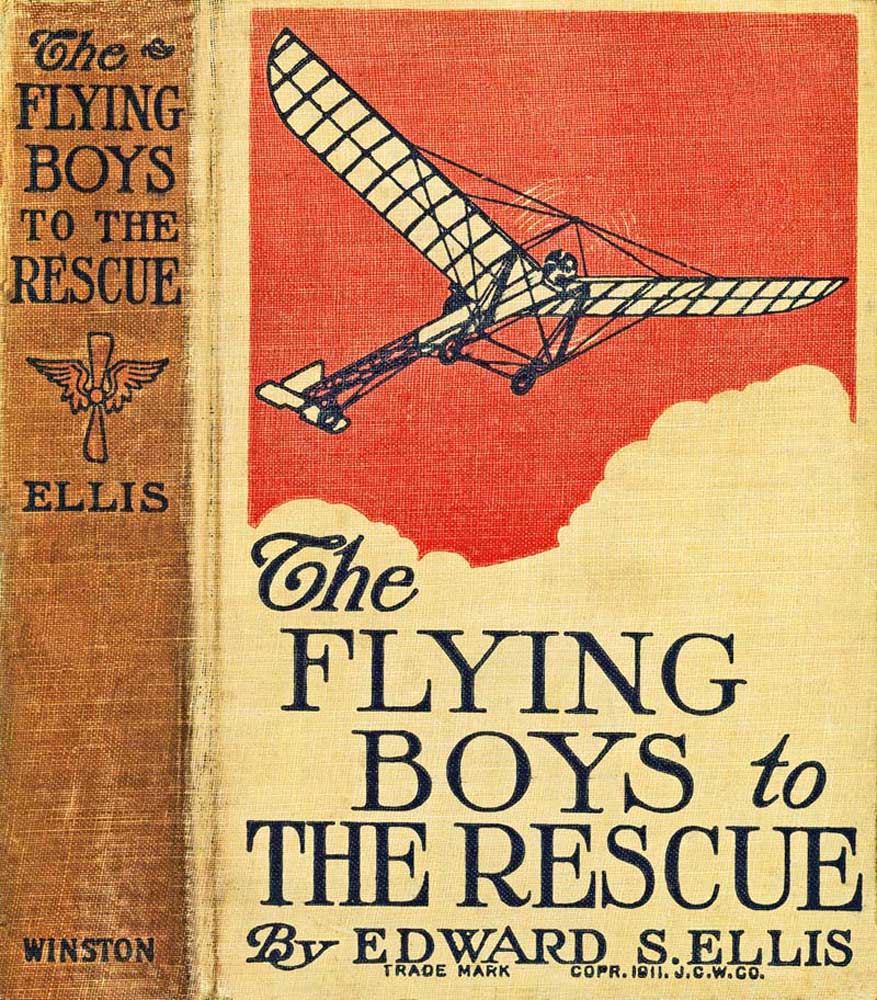 The
FLYING
BOYS
TO THE
RESCUE
ELLIS
WINSTON
The
FLYING
BOYS to
THE RESCUE
By EDWARD S. ELLIS
TRADE MARK COPR. 1911. J.C.W.CO.